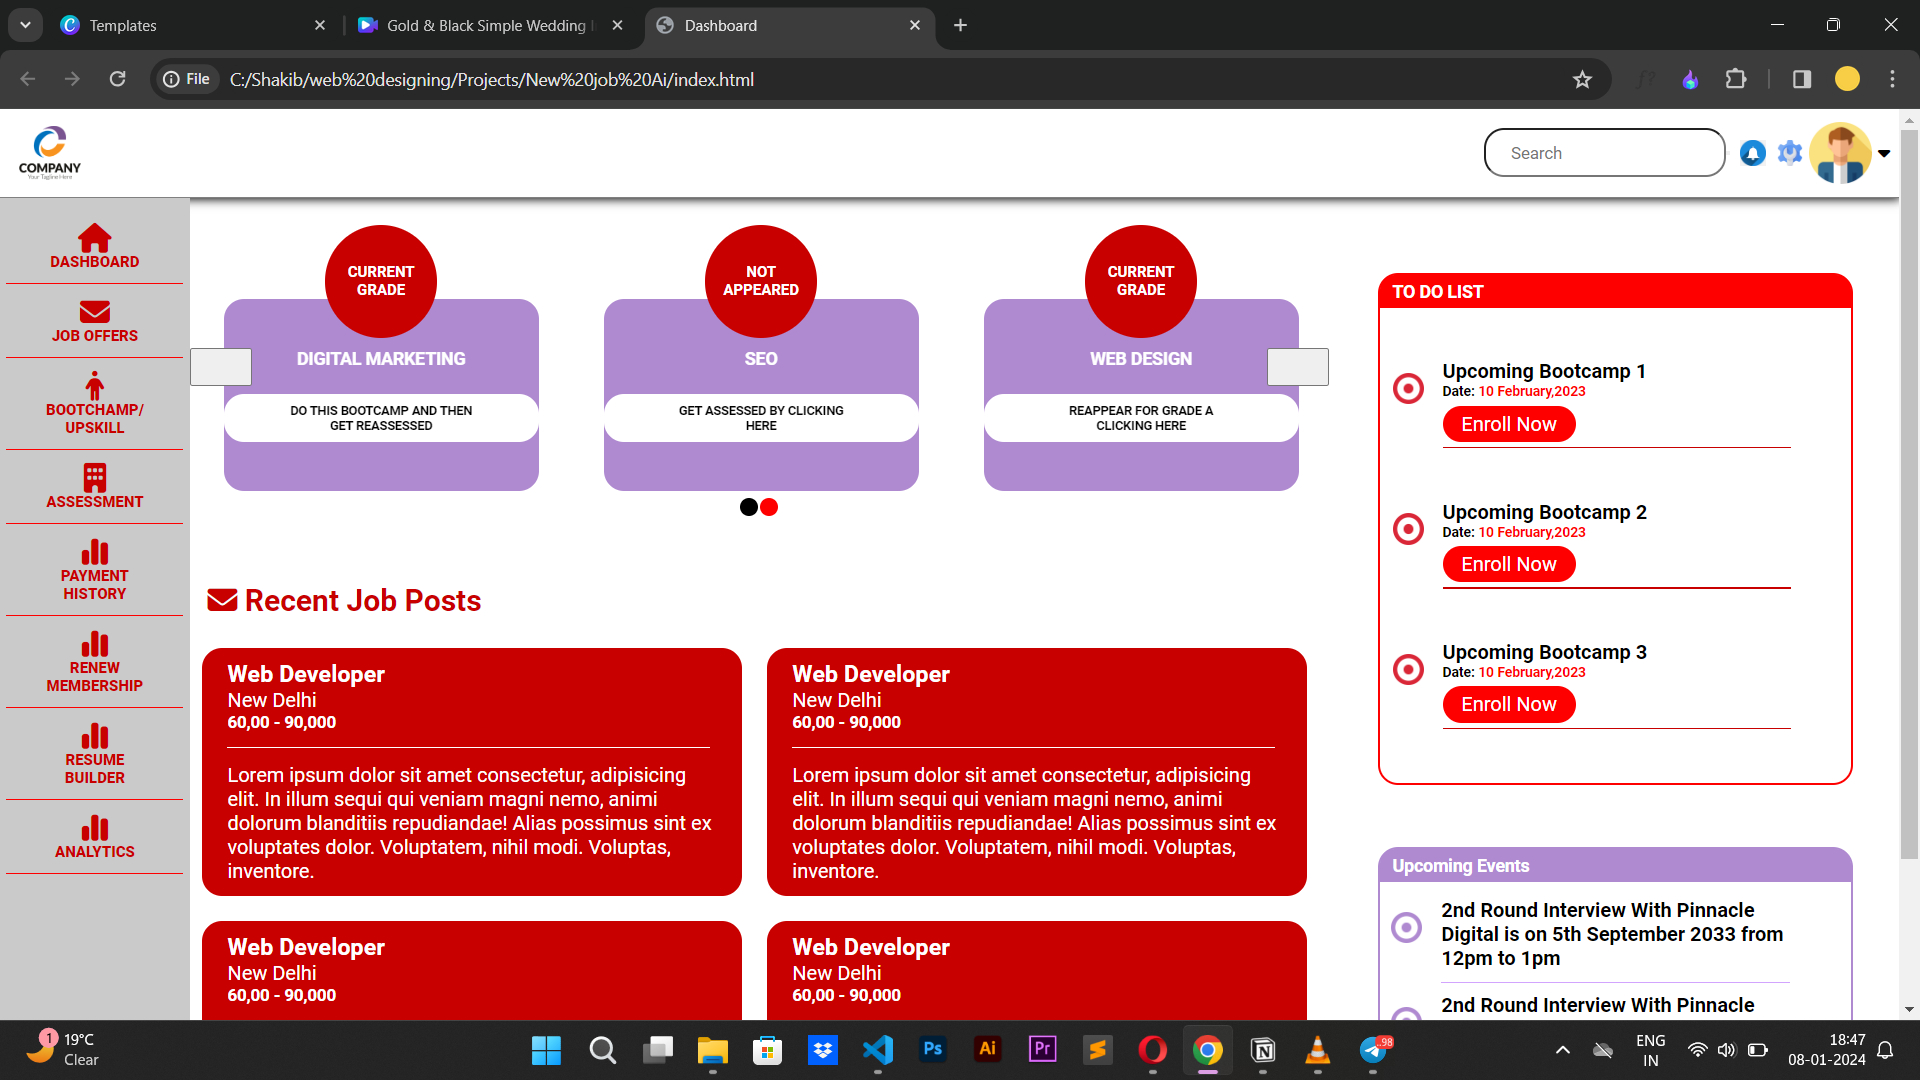 Templates
Gold & Black Simple Wedding I
Dashboard
File
C:/Shakib/web%20designing/Projects/New%20job%20Ai/index.html
COMPANY
Your Tagline Here
Search
DASHBOARD
JOB OFFERS
BOOTCHAMP/
UPSKILL
ASSESSMENT
PAYMENT
HISTORY
RENEW
MEMBERSHIP
RESUME
BUILDER
ANALYTICS
CURRENT
GRADE
DIGITAL MARKETING
DO THIS BOOTCAMP AND THEN
GET REASSESSED
NOT
APPEARED
SEO
GET ASSESSED BY CLICKING
HERE
CURRENT
GRADE
WEB DESIGN
REAPPEAR FOR GRADE A
CLICKING HERE
Recent Job Posts
Web Developer
New Delhi
60,00 - 90,000
Lorem ipsum dolor sit amet consectetur, adipisicing
elit. In illum sequi qui veniam magni nemo, animi
dolorum blanditiis repudiandae! Alias possimus sint ex
voluptates dolor. Voluptatem, nihil modi. Voluptas,
inventore.
Web Developer
New Delhi
60,00 - 90,000
Lorem ipsum dolor sit amet consectetur, adipisicing
elit. In illum sequi qui veniam magni nemo, animi
dolorum blanditiis repudiandae! Alias possimus sint ex
voluptates dolor. Voluptatem, nihil modi. Voluptas,
inventore.
Web Developer
New Delhi
60,00 - 90,000
Web Developer
New Delhi
60,00 - 90,000
TO DO LIST
Upcoming Bootcamp 1
Date: 10 February,2023
Enroll Now
Upcoming Bootcamp 2
Date: 10 February,2023
Enroll Now
Upcoming Bootcamp 3
Date: 10 February,2023
Enroll Now
Upcoming Events
2nd Round Interview With Pinnacle
Digital is on 5th September 2033 from
12pm to 1pm
2nd Round Interview With Pinnacle
1
19°C
Clear
Ps
Ai
Pr
98
ENG
IN
18:47
08-01-2024